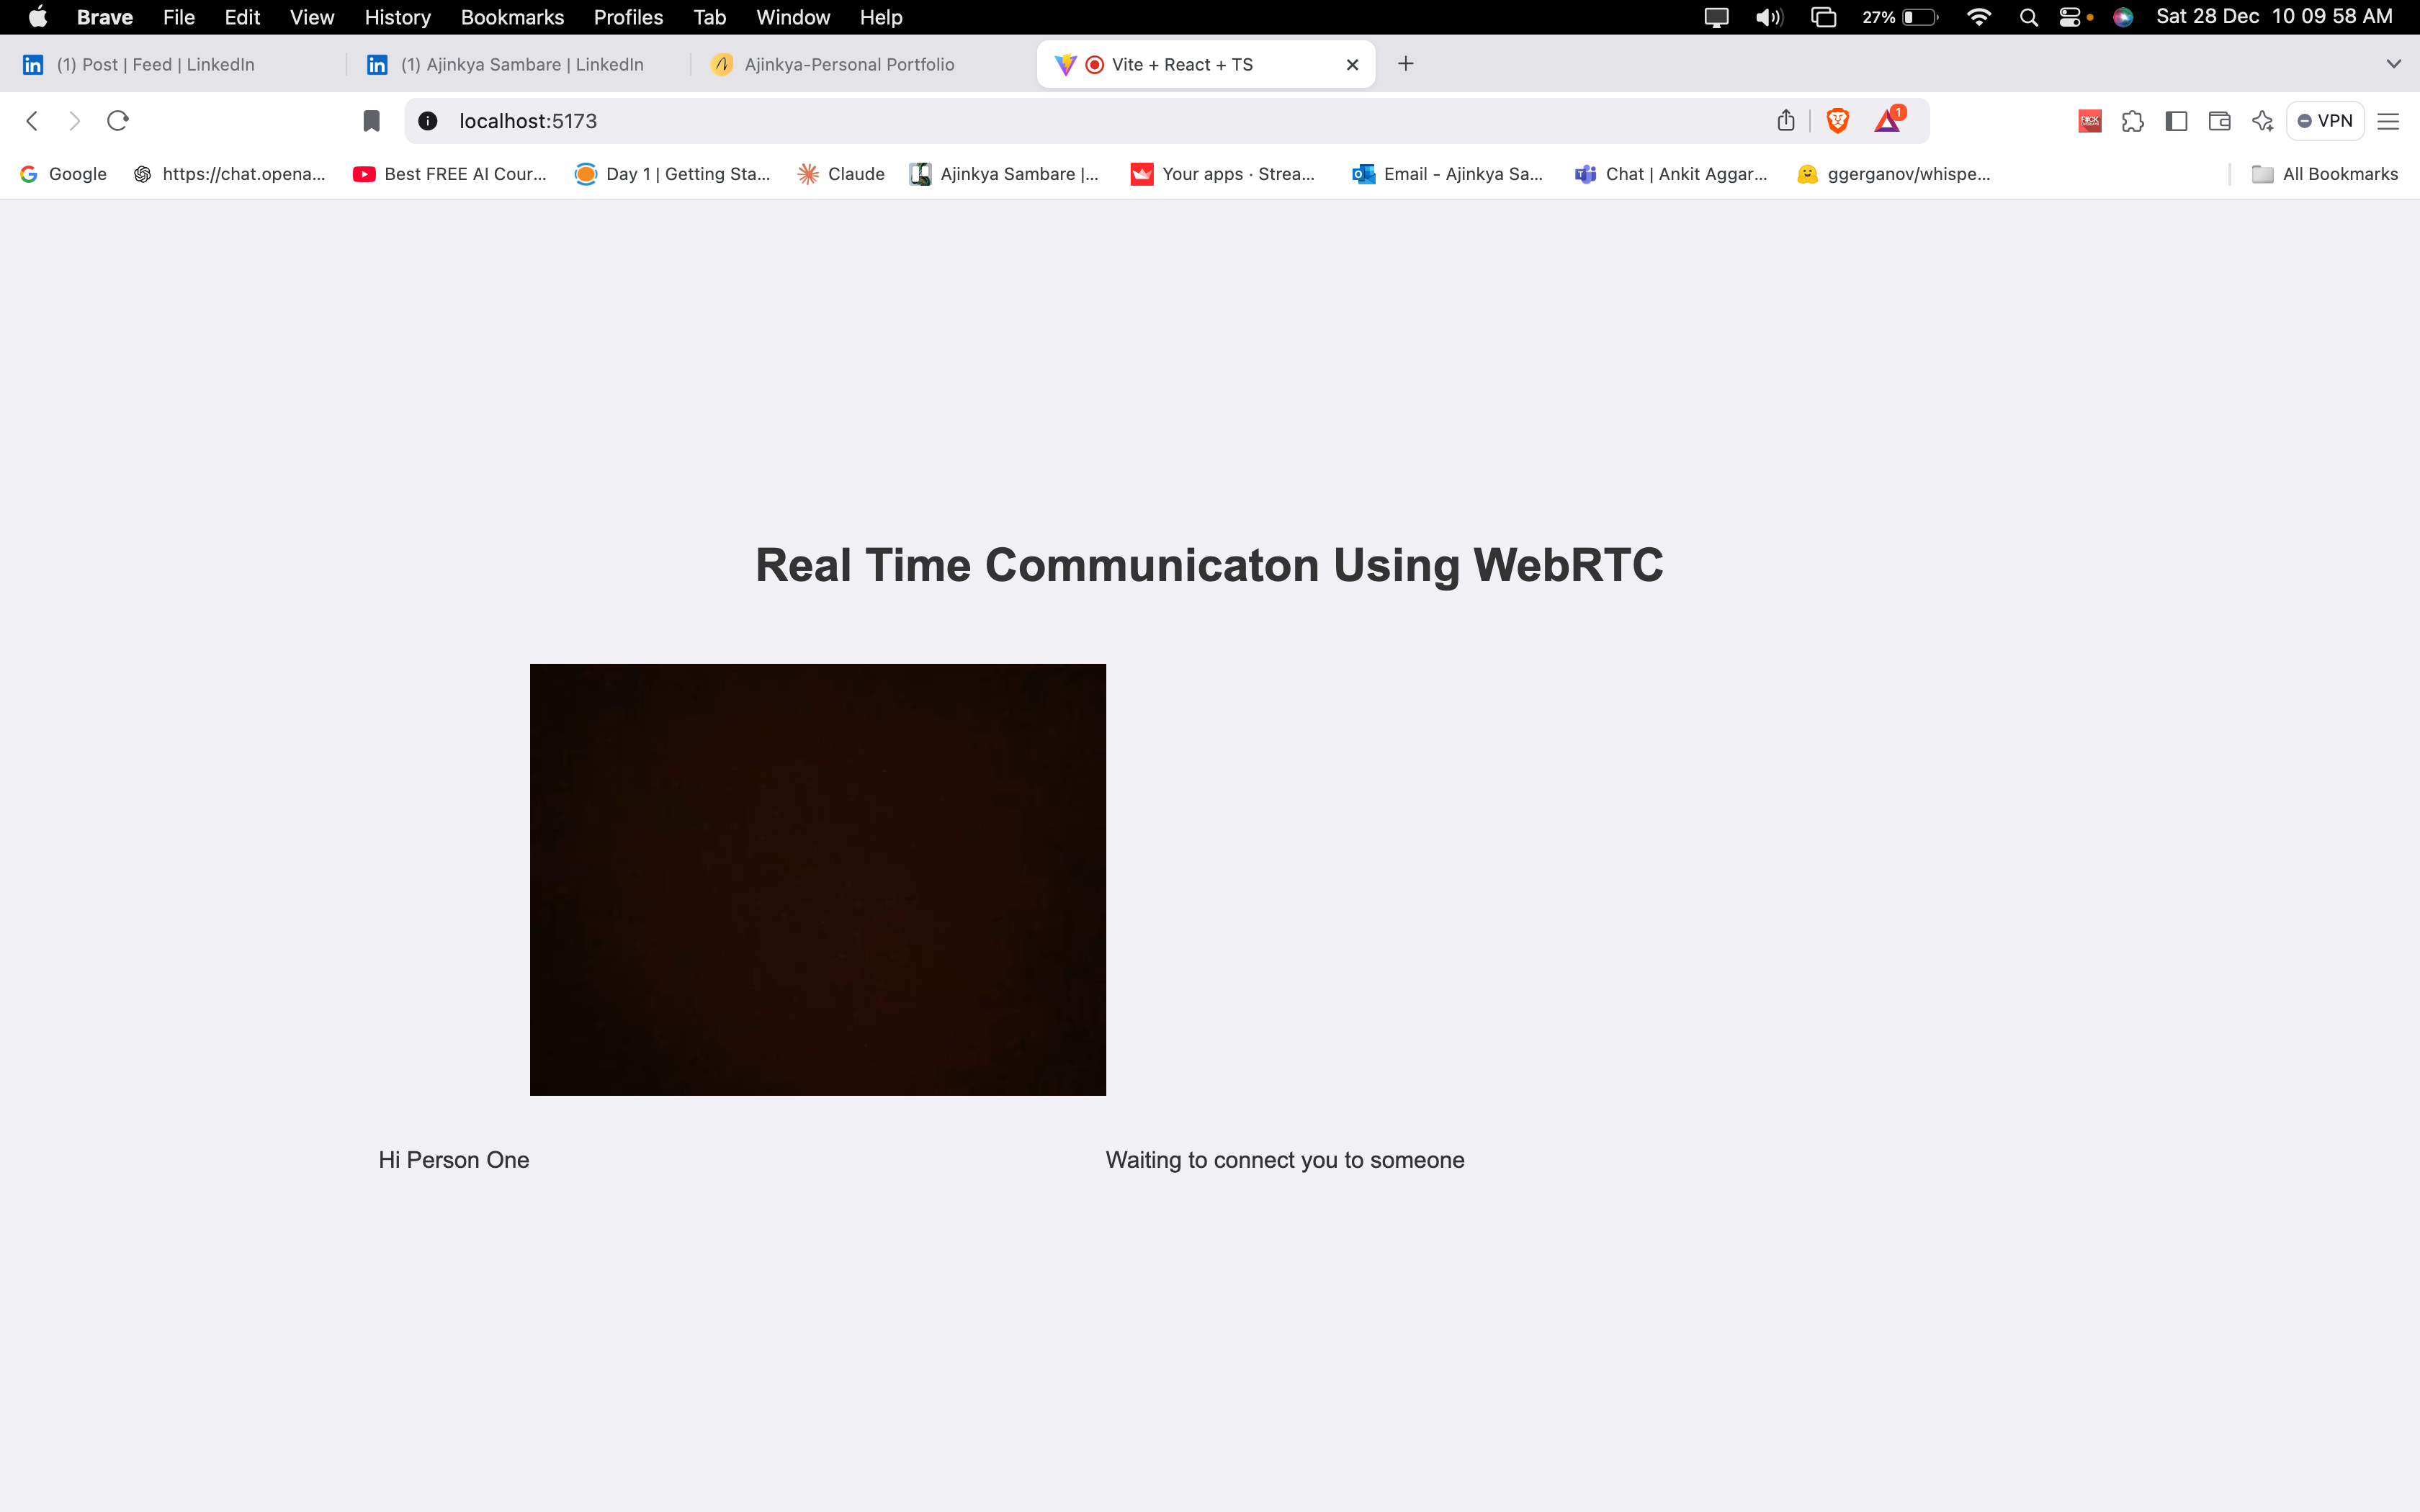 Brave File Edit View History Bookmarks Profiles Tab Window Help 27% Sat 28 Dec 10 09 58 AM
(1) Post | Feed | LinkedIn (1) Ajinkya Sambare | LinkedIn Ajinkya-Personal Portfolio Vite + React + TS
localhost:5173 1 VPN
Google https://chat.opena... Best FREE AI Cour... Day 1 | Getting Sta... Claude Ajinkya Sambare |... Your apps · Strea... Email - Ajinkya Sa... Chat | Ankit Aggar... ggerganov/whispe... All Bookmarks
Real Time Communicaton Using WebRTC
Hi Person One Waiting to connect you to someone